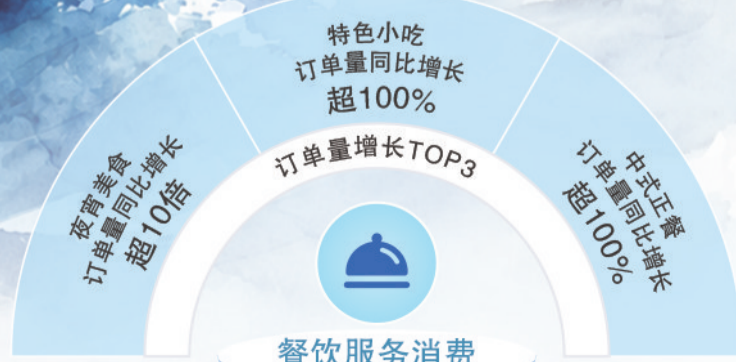 夜宵美食
订单量同比增长
超10倍
特色小吃
订单量同比增长
超100%
中式正餐
订单量同比增长
超100%
订单量增长TOP3
餐饮服务消费